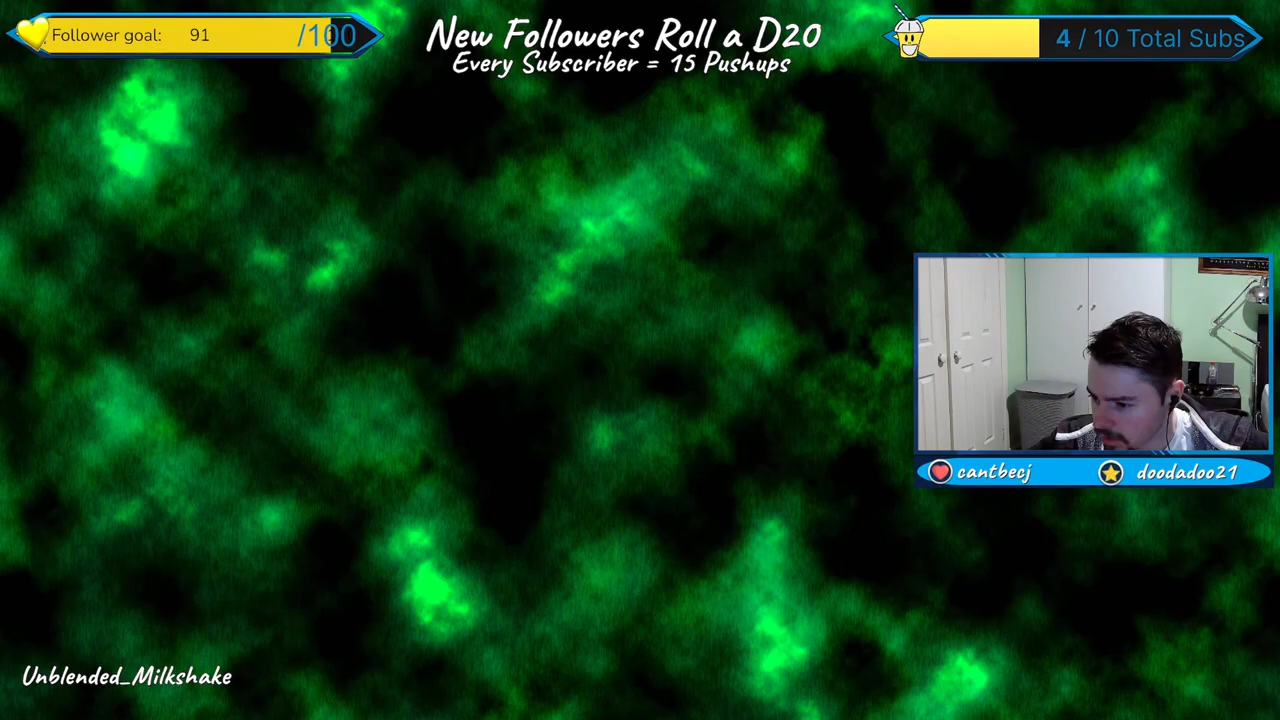 Follower goal: 91 /100
New Followers Roll a D20
Every Subscriber = 15 Pushups
4 / 10 Total Subs
cantbecj doodadoo21
Unblended_Milkshake